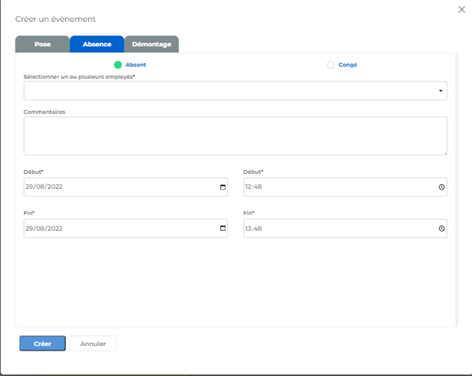 Créer un évènement
Pose Absence Démontage
Absent Congé
Sélectionner un ou plusieurs employés*
Commentaires
Début* Début*
29/08/2022 12:48
Fin* Fin*
29/08/2022 13:48
Créer Annuler